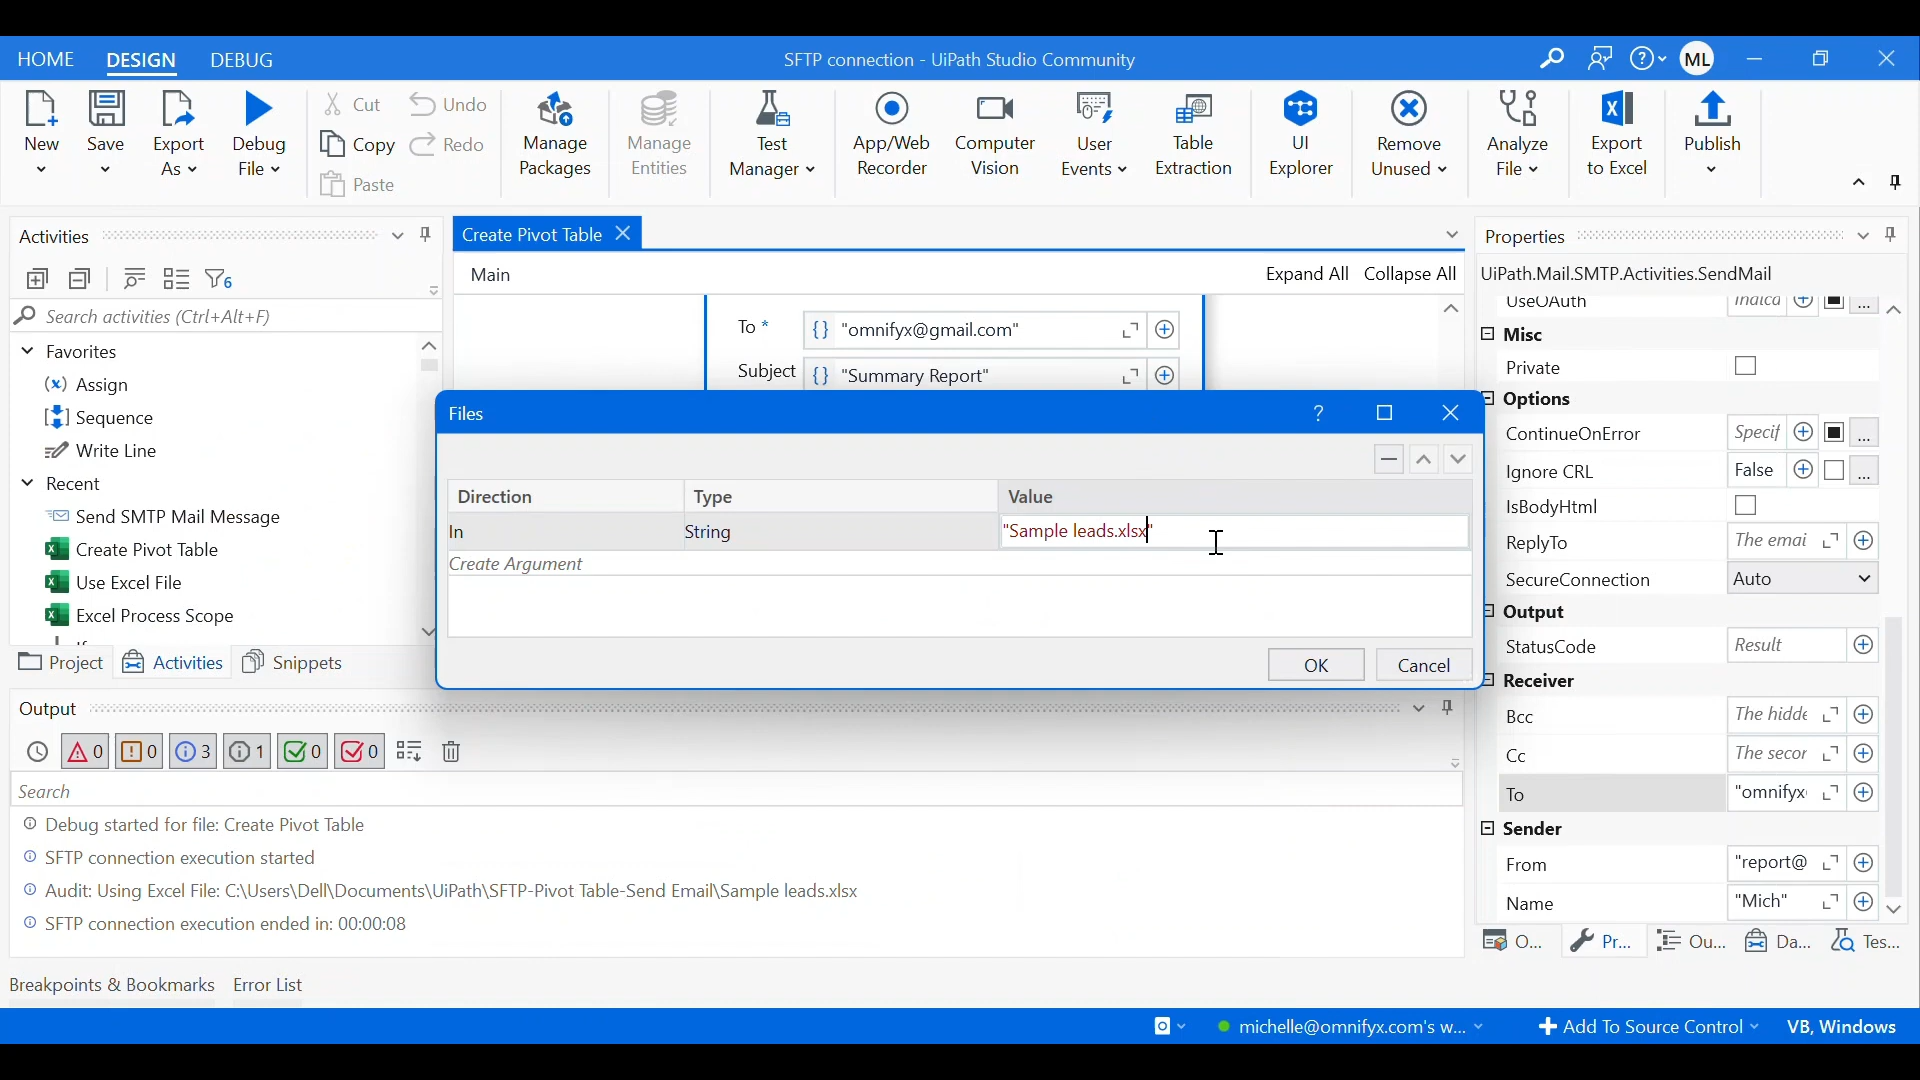 HOME DESIGN DEBUG SFTP connection - UiPath Studio Community ML
New Save Export As Debug File Cut Copy Paste Undo Redo Manage Packages Manage Entities Test Manager App/Web Recorder Computer Vision User Events Table Extraction UI Explorer Remove Unused Analyze File Export to Excel Publish
Activities
6
Search activities (Ctrl+Alt+F)
Favorites
Assign
Sequence
Write Line
Recent
Send SMTP Mail Message
Create Pivot Table
Use Excel File
Excel Process Scope
Project Activities Snippets
Create Pivot Table
Main Expand All Collapse All
To * "omnifyx@gmail.com"
Subject "Summary Report"
Files ?
Direction Type Value
In String "Sample leads.xlsx"
Create Argument
OK Cancel
Output
0 0 3 1 0 0
Search
Debug started for file: Create Pivot Table
SFTP connection execution started
Audit: Using Excel File: C:\Users\Dell\Documents\UiPath\SFTP-Pivot Table-Send Email\Sample leads.xlsx
SFTP connection execution ended in: 00:00:08
Breakpoints & Bookmarks Error List
Properties
UiPath.Mail.SMTP.Activities.SendMail
UseOAuth Indica ...
Misc
Private
Options
ContinueOnError Specif ...
Ignore CRL False ...
IsBodyHtml
ReplyTo The emai
SecureConnection Auto
Output
StatusCode Result
Receiver
Bcc The hidde
Cc The secor
To "omnifyx
Sender
From "report@
Name "Mich"
O... Pr... Ou... Da... Tes...
michelle@omnifyx.com's w... Add To Source Control VB, Windows